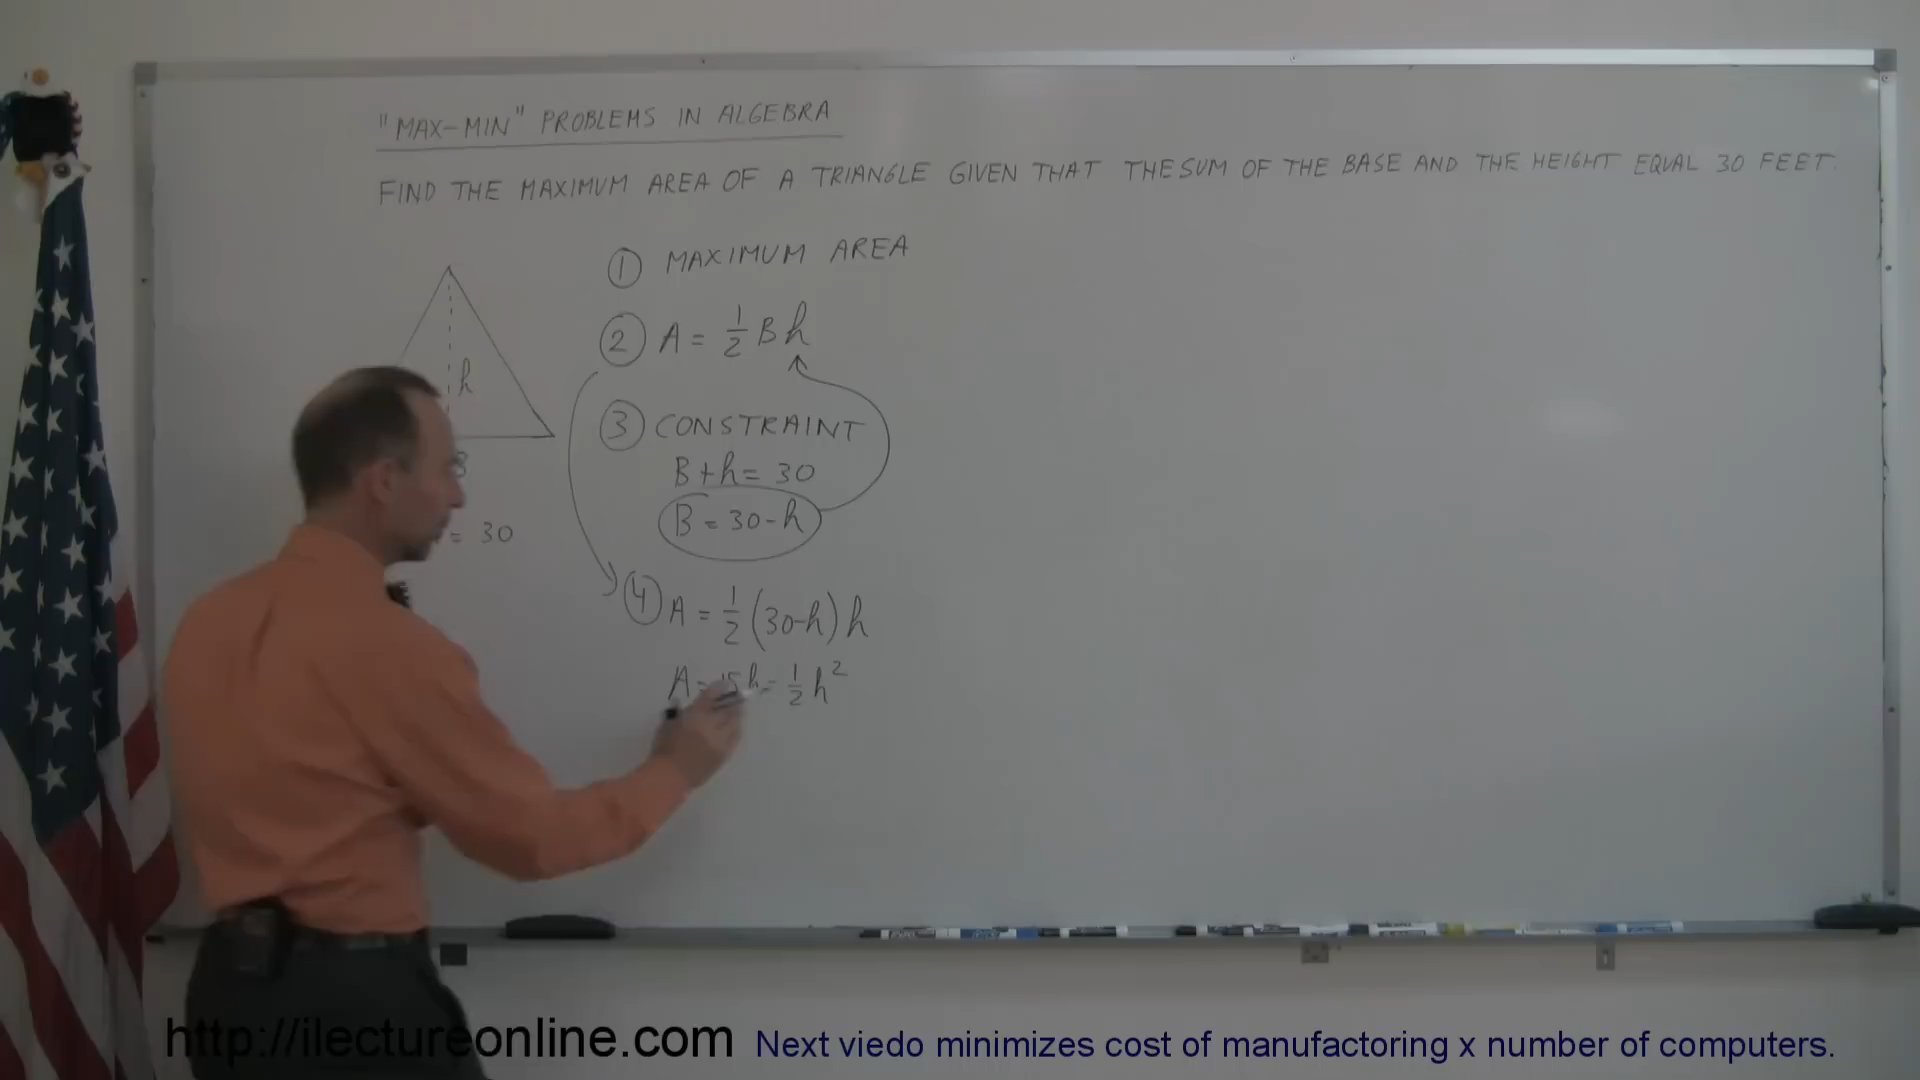 "MAX-MIN" PROBLEMS IN ALGEBRA
FIND THE MAXIMUM AREA OF A TRIANGLE GIVEN THAT THE SUM OF THE BASE AND THE HEIGHT EQUAL 30 FEET.
h
= 30
① MAXIMUM AREA
② A = 1/2 B h
③ CONSTRAINT
B + h = 30
B = 30 - h
④ A = 1/2 (30-h) h
A = 15h - 1/2 h²
http://ilectureonline.com Next viedo minimizes cost of manufactoring x number of computers.